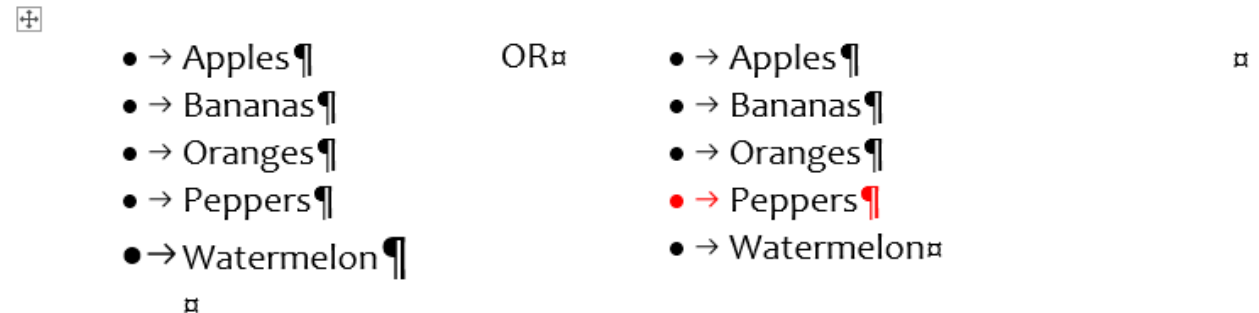 • → Apples¶ OR¤ • → Apples¶ ¤
• → Bananas¶ • → Bananas¶
• → Oranges¶ • → Oranges¶
• → Peppers¶ • → Peppers¶
• → Watermelon¶ • → Watermelon¤
¤